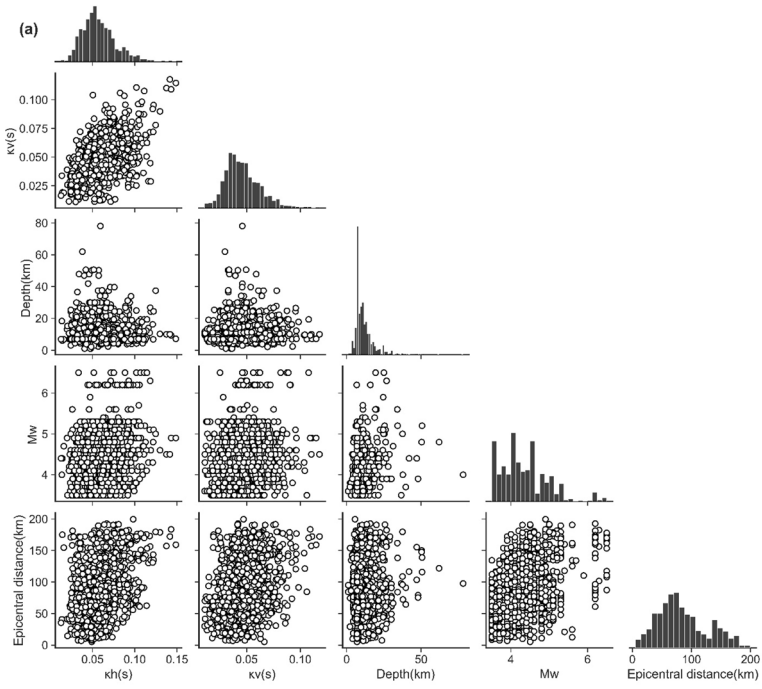 (a)
0.100
0.075
0.050
0.025
κv(s)
80
60
40
20
0
Depth(km)
6
5
4
Mw
200
150
100
50
0
Epicentral distance(km)
0.05 0.10 0.15
κh(s)
0.05 0.10
κv(s)
0 50
Depth(km)
4 6
Mw
0 100 200
Epicentral distance(km)